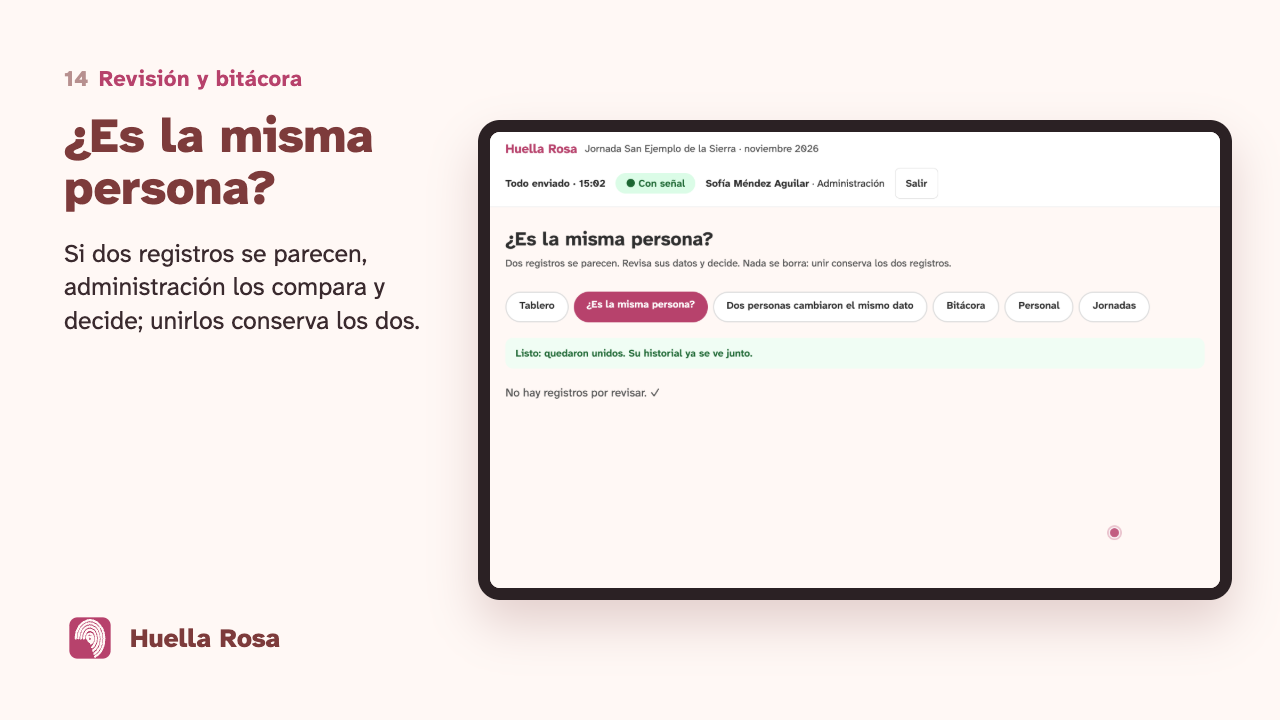 14 Revisión y bitácora
¿Es la misma
persona?
Si dos registros se parecen,
administración los compara y
decide; unirlos conserva los dos.
Huella Rosa
Huella Rosa Jornada San Ejemplo de la Sierra · noviembre 2026
Todo enviado · 15:02 Con señal Sofía Méndez Aguilar · Administración Salir
¿Es la misma persona?
Dos registros se parecen. Revisa sus datos y decide. Nada se borra: unir conserva los dos registros.
Tablero ¿Es la misma persona? Dos personas cambiaron el mismo dato Bitácora Personal Jornadas
Listo: quedaron unidos. Su historial ya se ve junto.
No hay registros por revisar. ✓